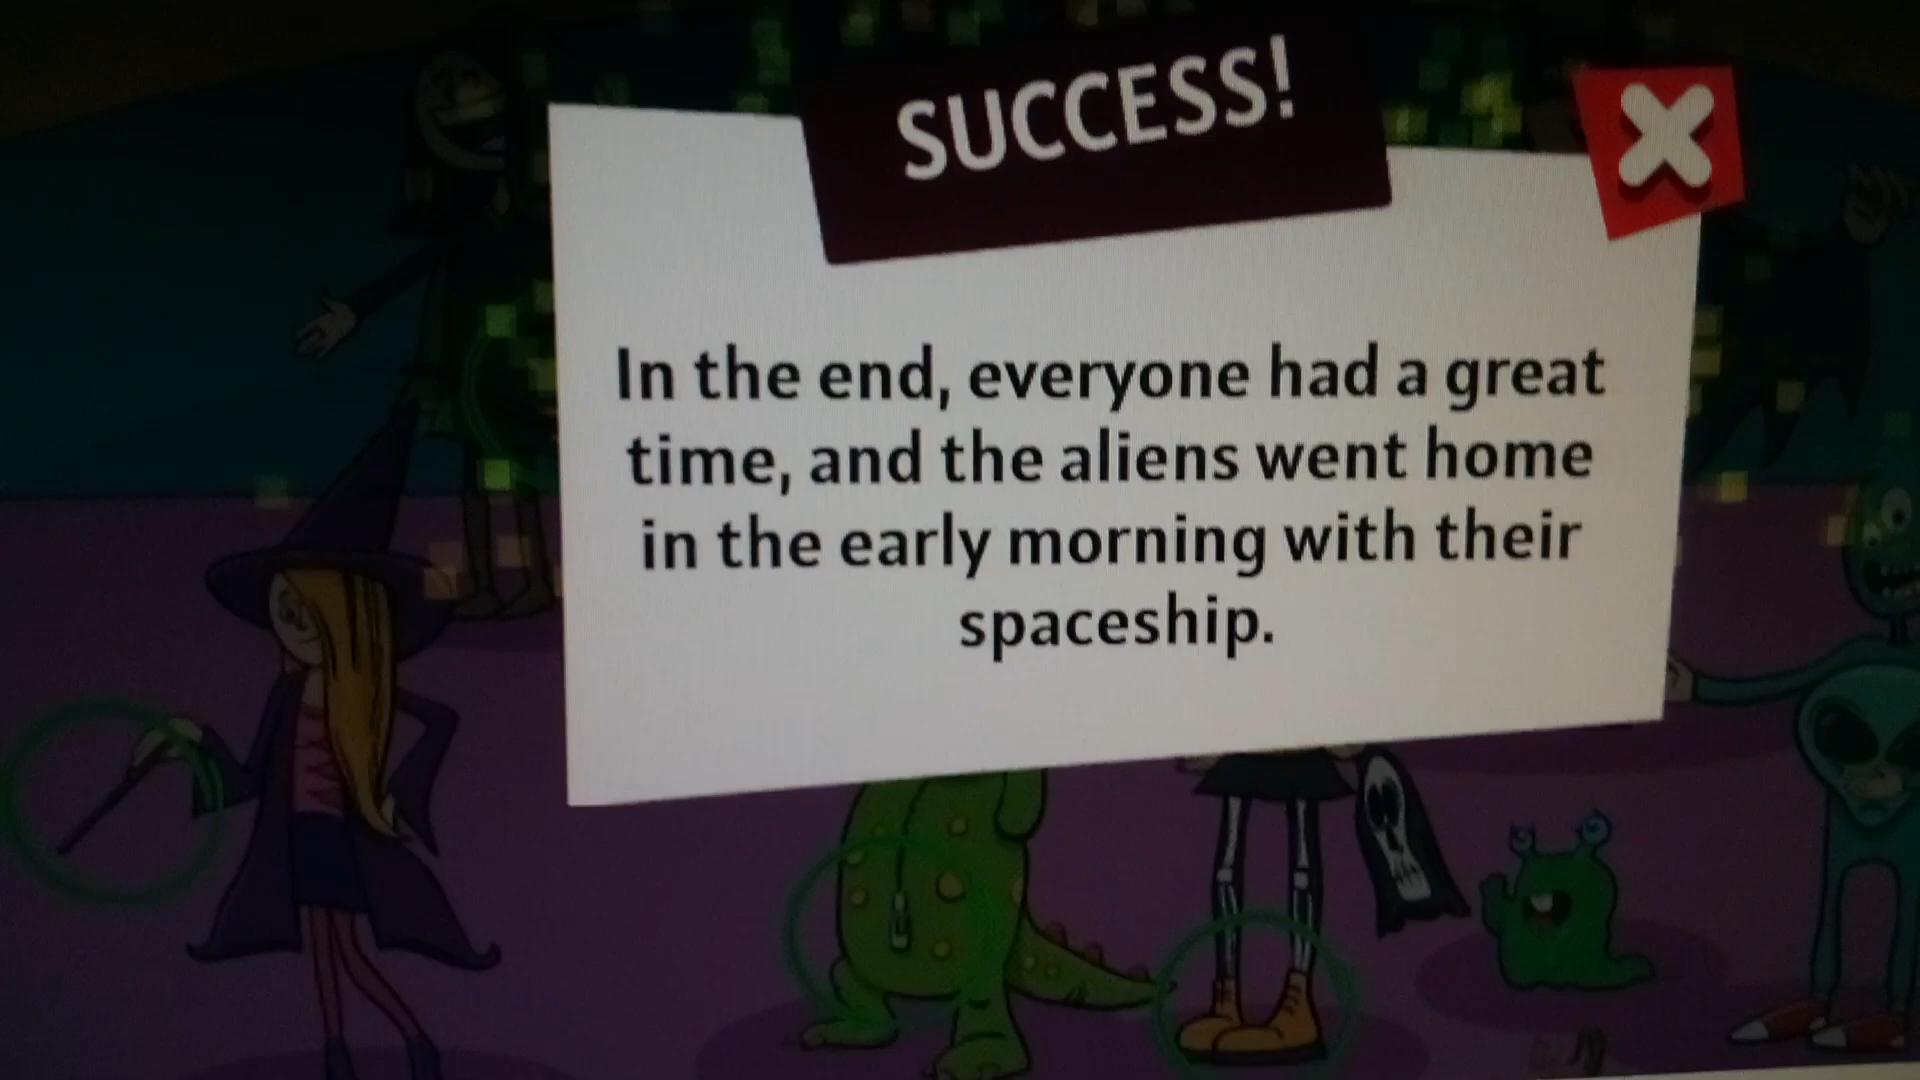 SUCCESS!
In the end, everyone had a great
time, and the aliens went home
in the early morning with their
spaceship.